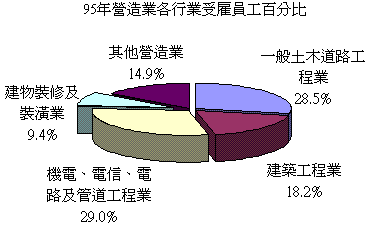 95年營造業各行業受雇員工百分比
其他營造業
14.9%
一般土木道路工
程業
28.5%
建物裝修及
裝潢業
9.4%
建築工程業
18.2%
機電、電信、電
路及管道工程業
29.0%